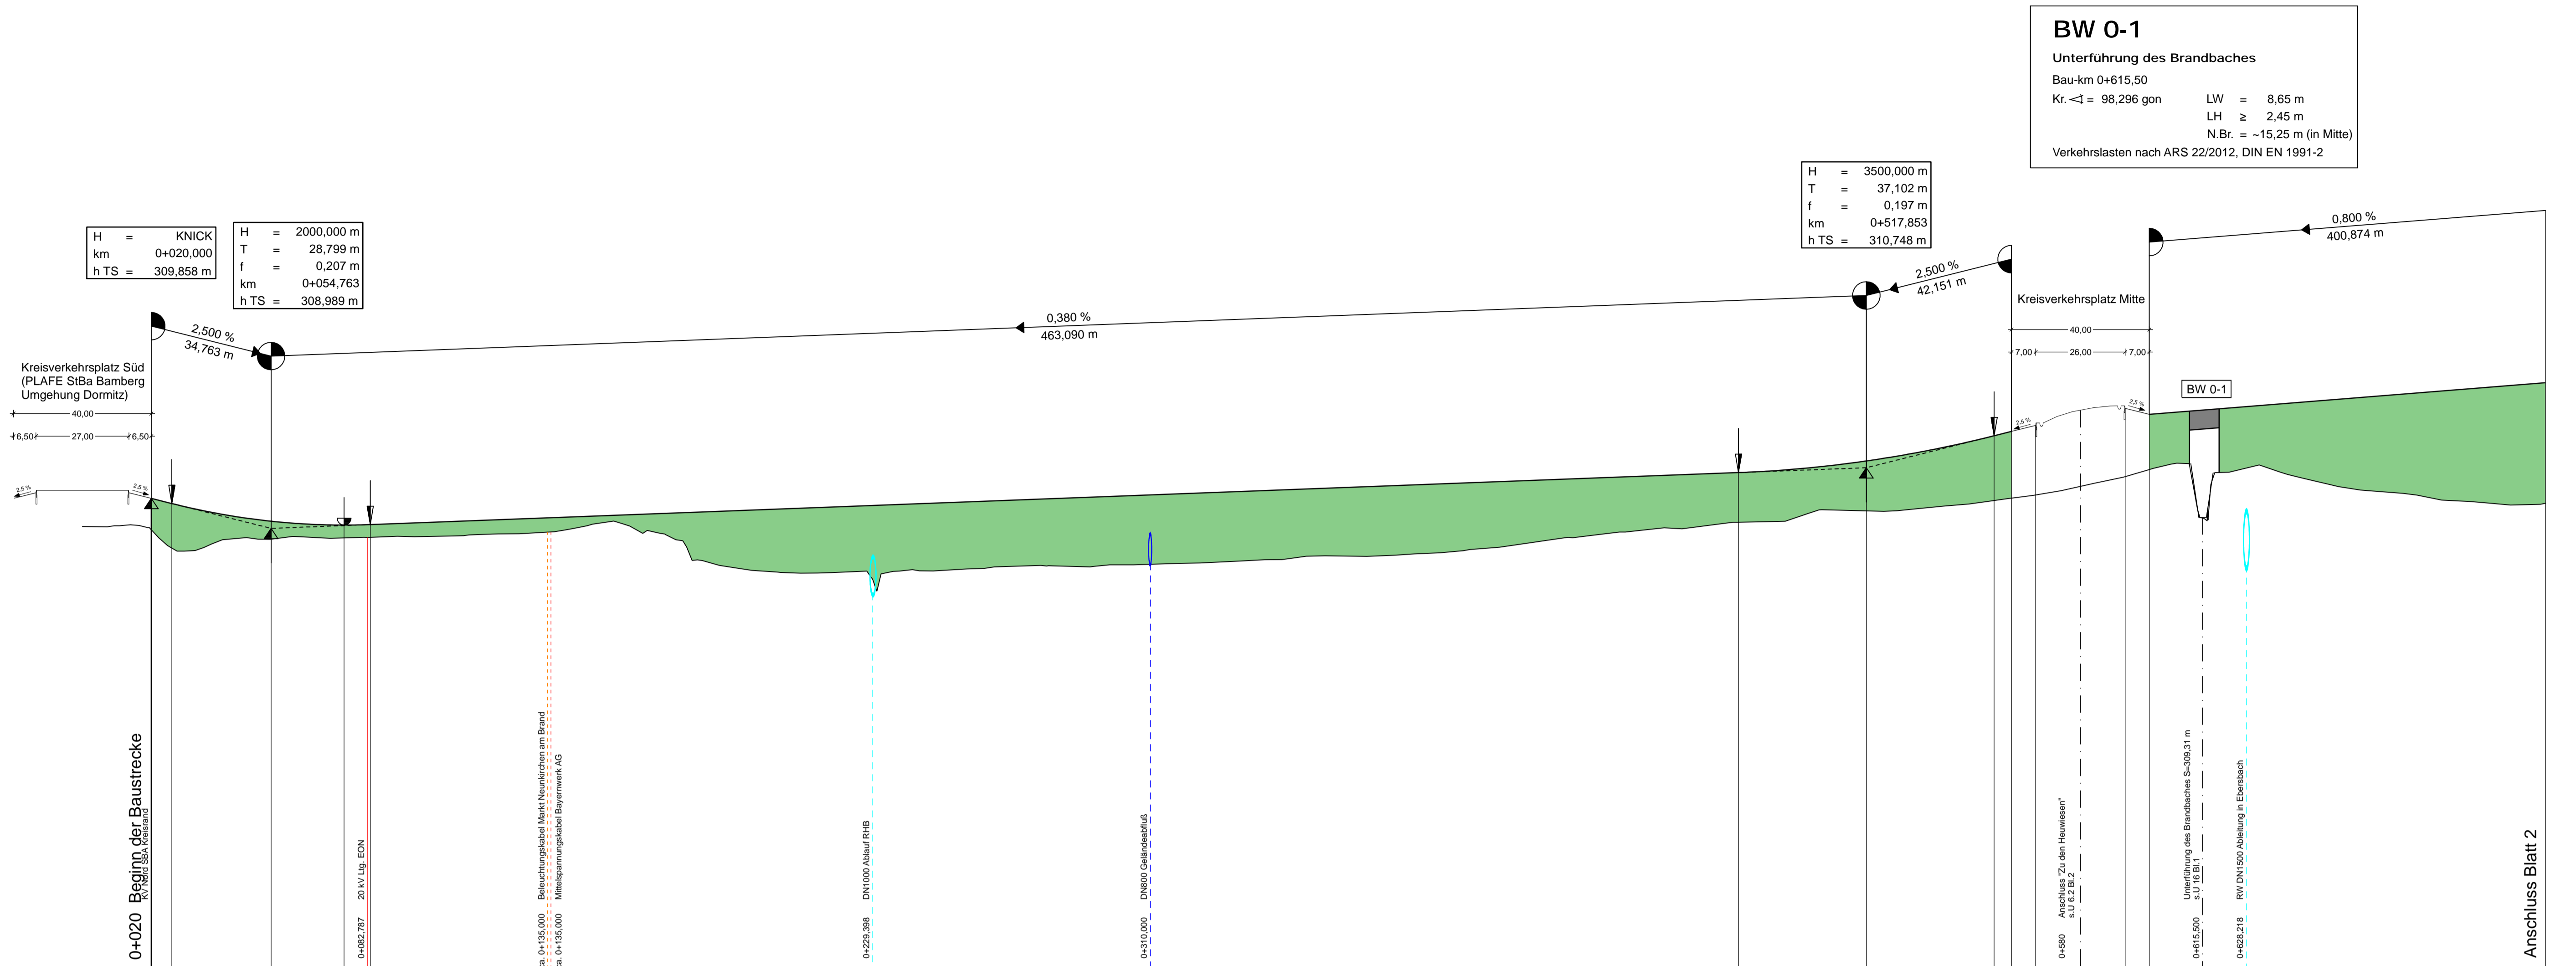 BW 0-1
Unterführung des Brandbaches
Bau-km 0+615,50
Kr. = 98,296 gon
LW = 8,65 m
LH ≥ 2,45 m
N.Br. = ~15,25 m (in Mitte)
Verkehrslasten nach ARS 22/2012, DIN EN 1991-2
H = KNICK
km 0+020,000
h TS = 309,858 m
H = 2000,000 m
T = 28,799 m
f = 0,207 m
km 0+054,763
h TS = 308,989 m
H = 3500,000 m
T = 37,102 m
f = 0,197 m
km 0+517,853
h TS = 310,748 m
2,500 %
34,763 m
0,380 %
463,090 m
2,500 %
42,151 m
0,800 %
400,874 m
Kreisverkehrsplatz Süd
(PLAFE StBa Bamberg
Umgehung Dormitz)
40,00
6,50 27,00 6,50
2,5 %
2,5 %
Kreisverkehrsplatz Mitte
40,00
7,00 26,00 7,00
2,5 %
2,5 %
BW 0-1
0+020 Beginn der Baustrecke
KV Nord SBA Kreisrand
0+082,787 20 kV Ltg. EON
ca. 0+135,000 Beleuchtungskabel Markt Neunkirchen am Brand
ca. 0+135,000 Mittelspannungskabel Bayernwerk AG
0+229,398 DN1000 Ablauf RHB
0+310,000 DN800 Geländeabfluß
0+580 Anschluss "Zu den Heuwiesen"
s.U 6.2 Bl.2
0+615,500 Unterführung des Brandbaches S=309,31 m
s.U 16 Bl.1
0+628,218 RW DN1500 Ableitung in Ebersbach
Anschluss Blatt 2